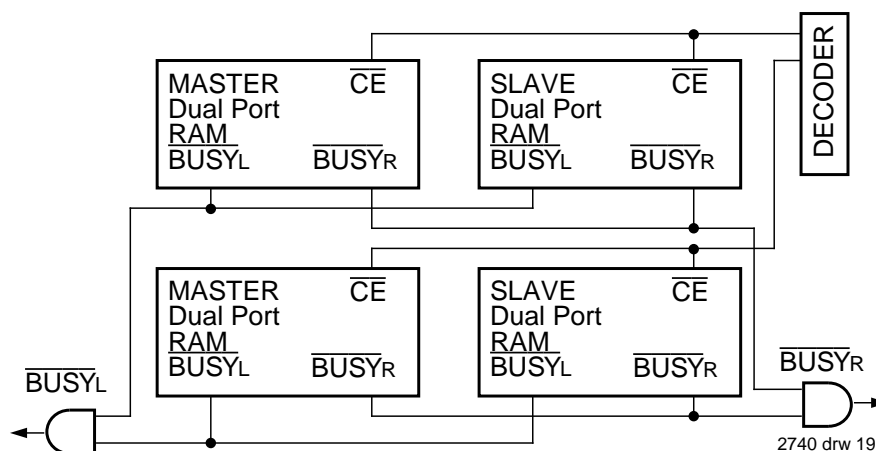 MASTER CE
Dual Port
RAM
BUSYL BUSYR
SLAVE CE
Dual Port
RAM
BUSYL BUSYR
DECODER
MASTER CE
Dual Port
RAM
BUSYL BUSYR
SLAVE CE
Dual Port
RAM
BUSYL BUSYR
BUSYL
BUSYR
2740 drw 19